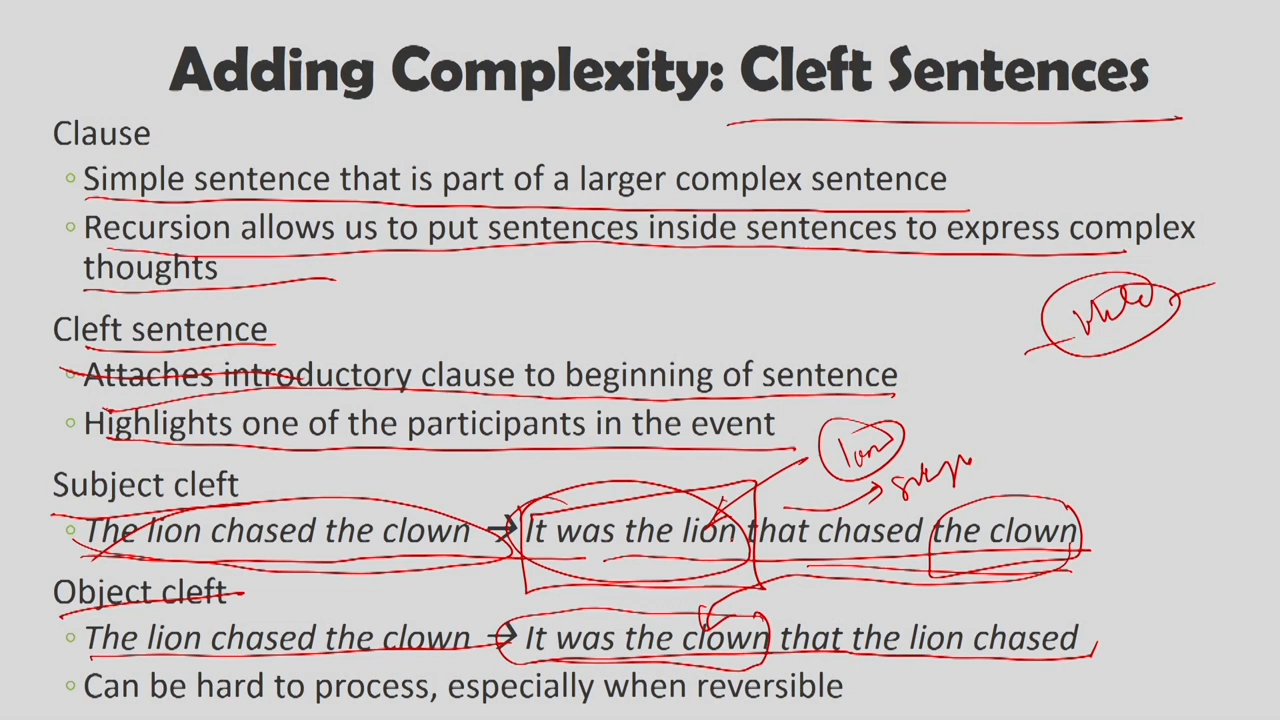 Adding Complexity: Cleft Sentences
Clause
◦ Simple sentence that is part of a larger complex sentence
◦ Recursion allows us to put sentences inside sentences to express complex
thoughts
Cleft sentence
◦ Attaches introductory clause to beginning of sentence
◦ Highlights one of the participants in the event
lion
Subject cleft
◦ The lion chased the clown → It was the lion that chased the clown
Object cleft
◦ The lion chased the clown → It was the clown that the lion chased
◦ Can be hard to process, especially when reversible